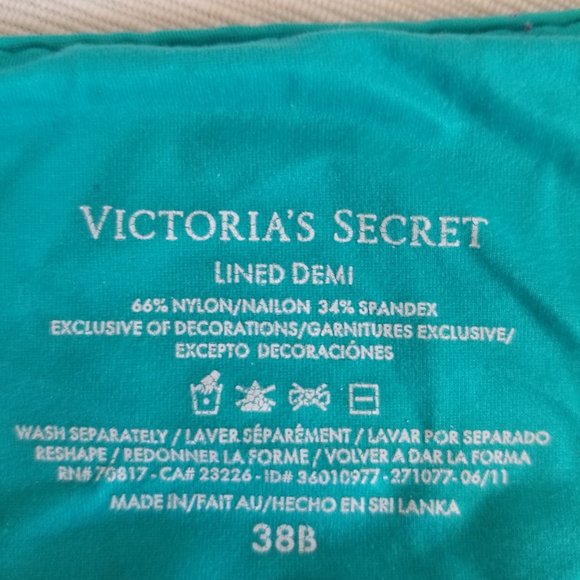 VICTORIA'S SECRET
LINED DEMI
66% NYLON/NAILON 34% SPANDEX
EXCLUSIVE OF DECORATIONS/GARNITURES EXCLUSIVE/
EXCEPTO DECORACIÓNES
WASH SEPARATELY / LAVER SÉPARÉMENT / LAVAR POR SEPARADO
RESHAPE / REDONNER LA FORME / VOLVER A DAR LA FORMA
RN# 70817 - CA# 23226 - ID# 36010977 - 271077- 06/11
MADE IN/FAIT AU/HECHO EN SRI LANKA
38B